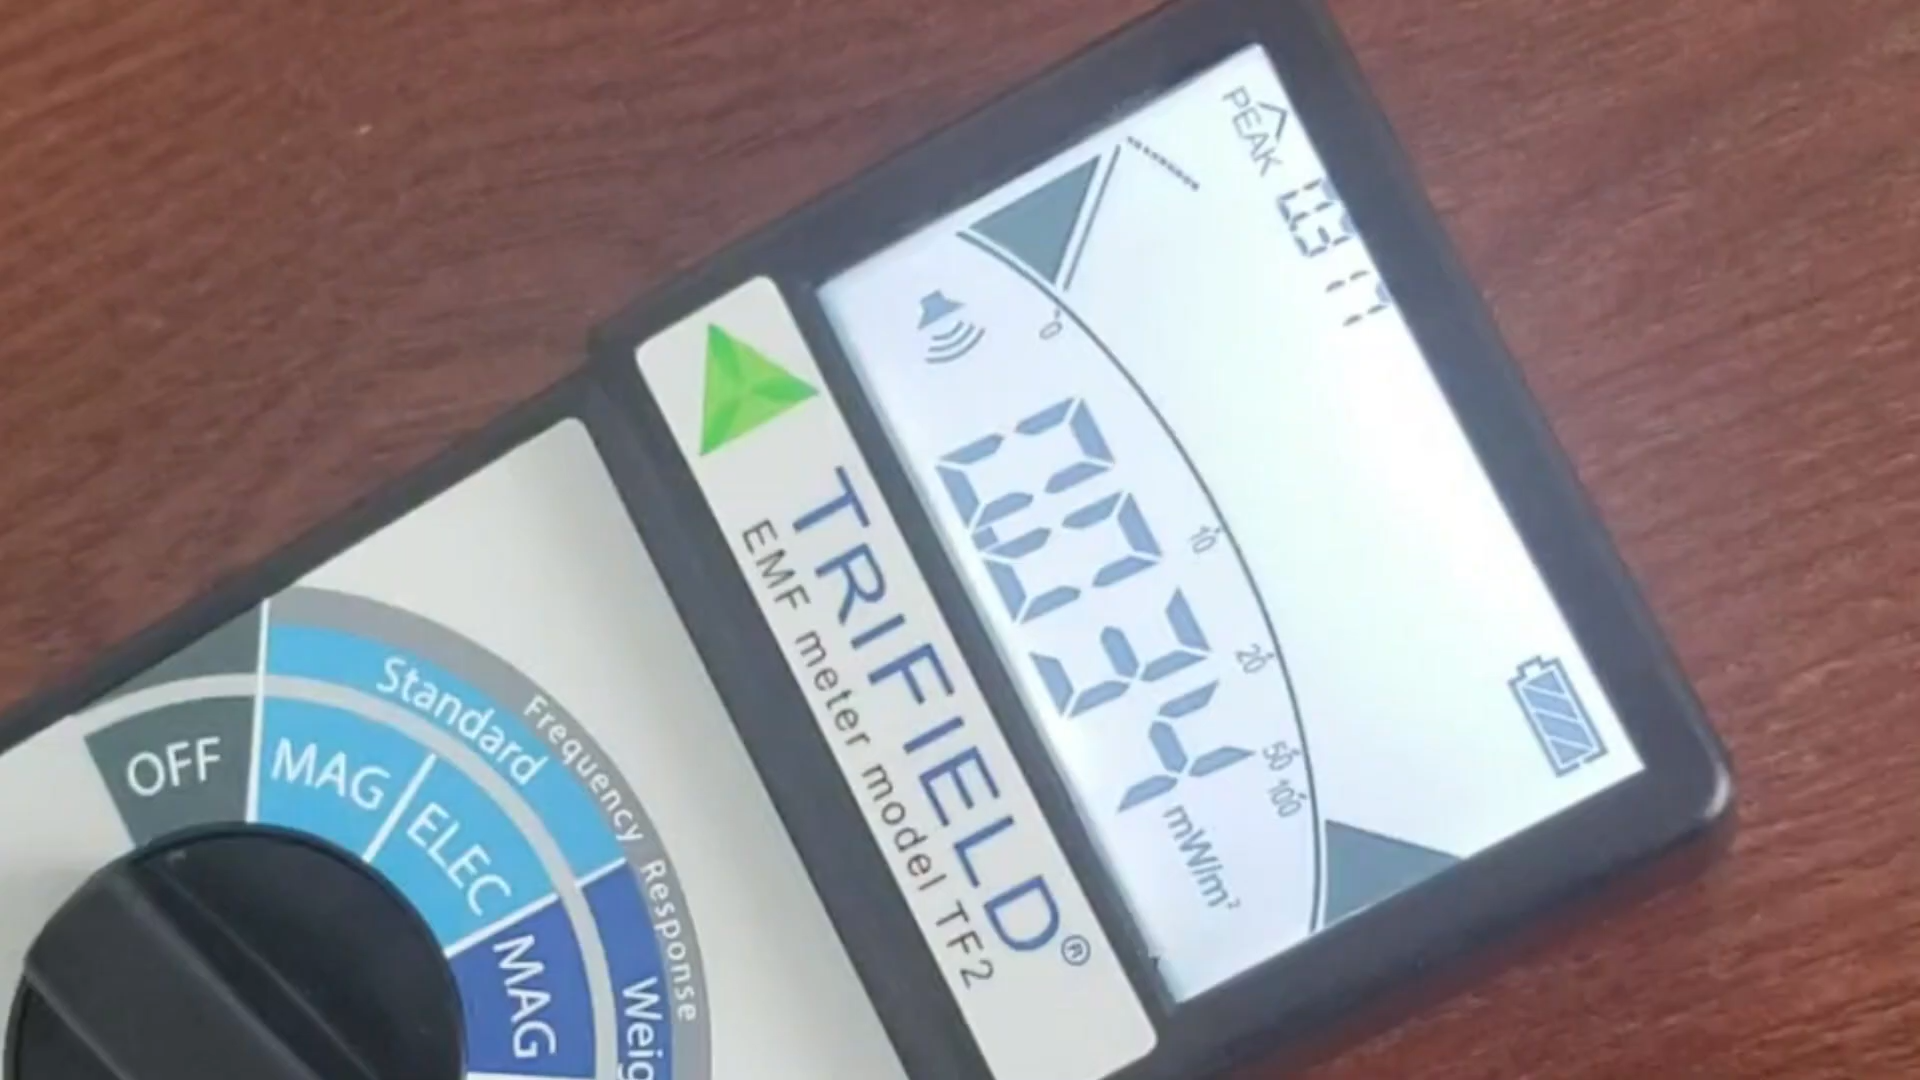 PEAK
0 10 20 50 100
mW/m²
TRIFIELD®
EMF meter model TF2
Frequency Response
Standard
Weig
OFF
MAG
ELEC
MAG